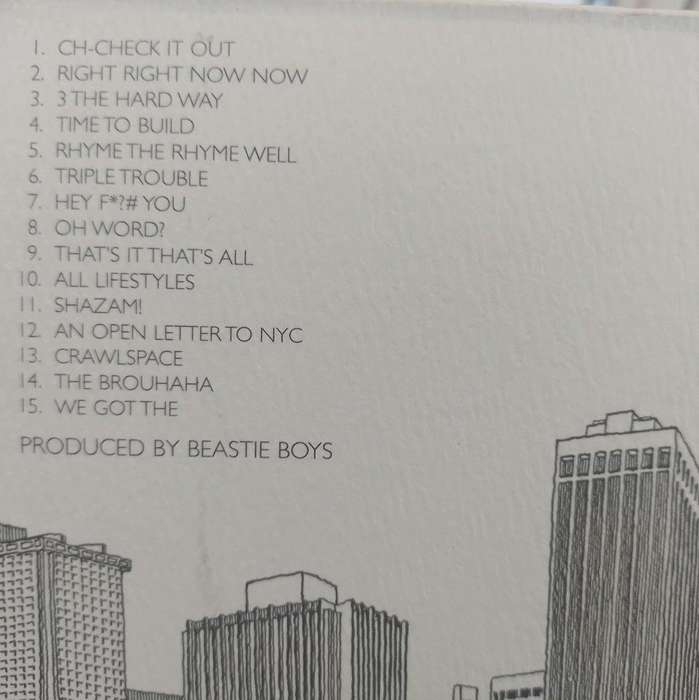 1. CH-CHECK IT OUT
2. RIGHT RIGHT NOW NOW
3. 3 THE HARD WAY
4. TIME TO BUILD
5. RHYME THE RHYME WELL
6. TRIPLE TROUBLE
7. HEY F*?# YOU
8. OH WORD?
9. THAT'S IT THAT'S ALL
10. ALL LIFESTYLES
11. SHAZAM!
12. AN OPEN LETTER TO NYC
13. CRAWLSPACE
14. THE BROUHAHA
15. WE GOT THE
PRODUCED BY BEASTIE BOYS